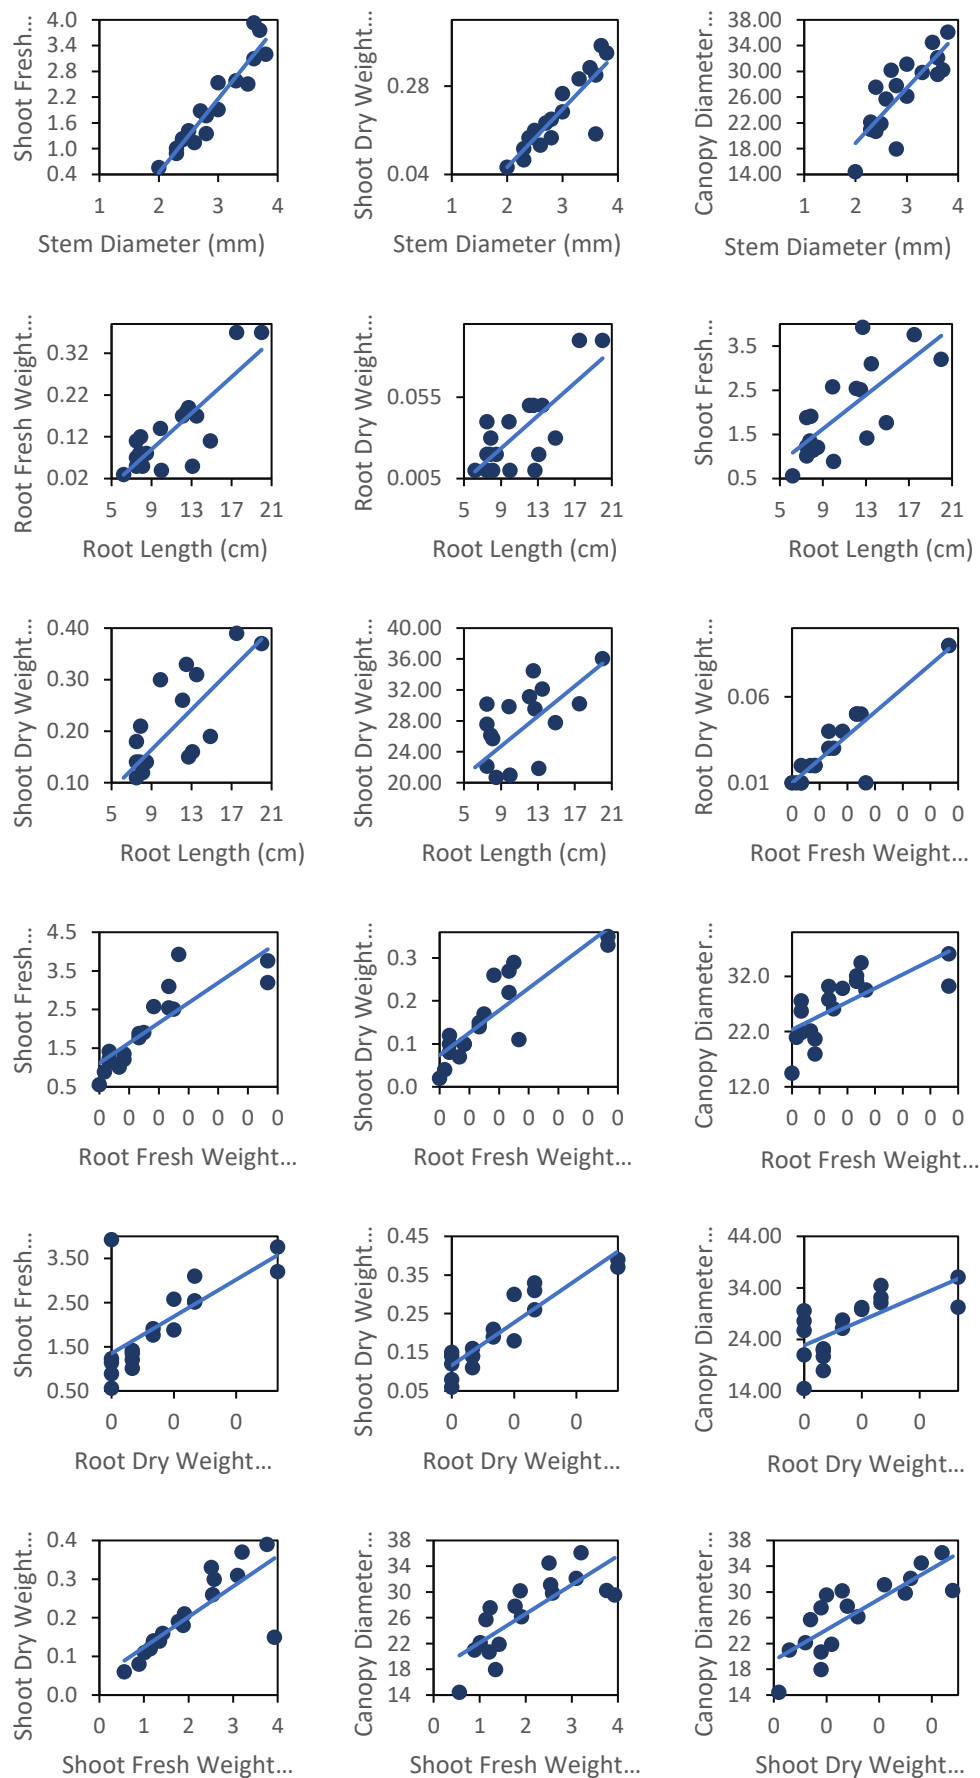 Shoot Fresh...
4.0
3.4
2.8
2.2
1.6
1.0
0.4
1 2 3 4
Stem Diameter (mm)
Shoot Dry Weight...
0.28
0.04
1 2 3 4
Stem Diameter (mm)
Canopy Diameter...
38.00
34.00
30.00
26.00
22.00
18.00
14.00
1 2 3 4
Stem Diameter (mm)
Root Fresh Weight...
0.32
0.22
0.12
0.02
5 9 13 17 21
Root Length (cm)
Root Dry Weight...
0.055
0.005
5 9 13 17 21
Root Length (cm)
Shoot Fresh...
3.5
2.5
1.5
0.5
5 9 13 17 21
Root Length (cm)
Shoot Dry Weight...
0.40
0.30
0.20
0.10
5 9 13 17 21
Root Length (cm)
Shoot Dry Weight...
40.00
36.00
32.00
28.00
24.00
20.00
5 9 13 17 21
Root Length (cm)
Root Dry Weight...
0.06
0.01
0 0 0 0 0 0 0
Root Fresh Weight...
Shoot Fresh...
4.5
3.5
2.5
1.5
0.5
0 0 0 0 0 0 0 0
Root Fresh Weight...
Shoot Dry Weight...
0.3
0.2
0.1
0.0
0 0 0 0 0 0 0 0
Root Fresh Weight...
Canopy Diameter...
32.0
22.0
12.0
0 0 0 0 0 0 0
Root Fresh Weight...
Shoot Fresh...
3.50
2.50
1.50
0.50
0 0 0
Root Dry Weight...
Shoot Dry Weight...
0.45
0.35
0.25
0.15
0.05
0 0 0
Root Dry Weight...
Canopy Diameter...
44.00
34.00
24.00
14.00
0 0 0
Root Dry Weight...
Shoot Dry Weight...
0.4
0.3
0.2
0.1
0.0
0 1 2 3 4
Shoot Fresh Weight...
Canopy Diameter...
38
34
30
26
22
18
14
0 1 2 3 4
Shoot Fresh Weight...
Canopy Diameter...
38
34
30
26
22
18
14
0 0 0 0
Shoot Dry Weight...